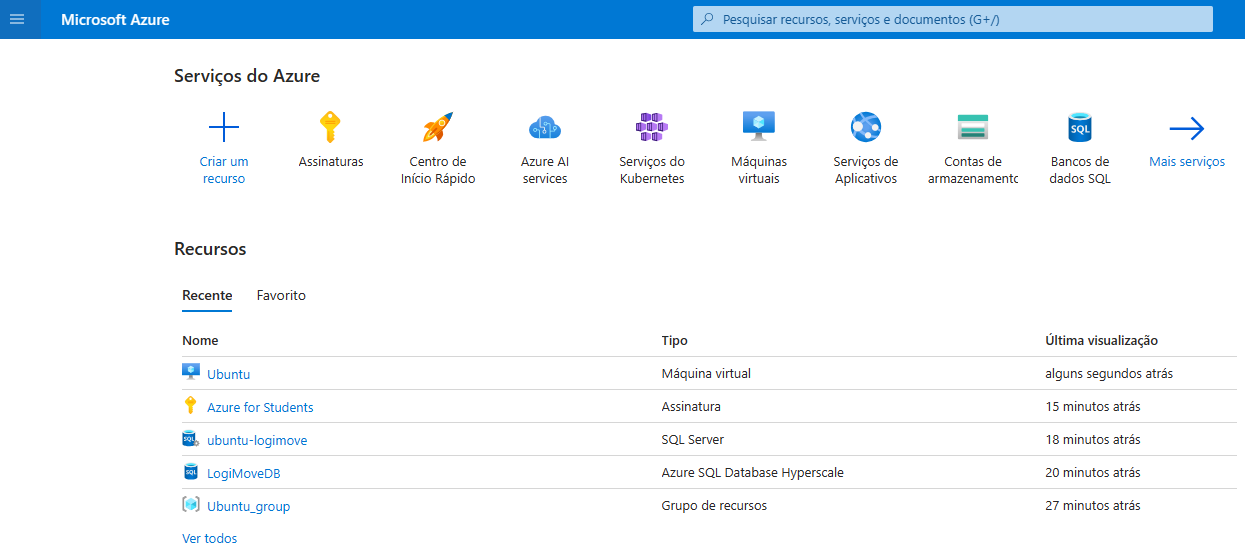 Microsoft Azure
Pesquisar recursos, serviços e documentos (G+/)
Serviços do Azure
Criar um recurso
Assinaturas
Centro de Início Rápido
Azure AI services
Serviços do Kubernetes
Máquinas virtuais
Serviços de Aplicativos
Contas de armazenamento
Bancos de dados SQL
Mais serviços
Recursos
Recente Favorito
Nome Tipo Última visualização
Ubuntu Máquina virtual alguns segundos atrás
Azure for Students Assinatura 15 minutos atrás
ubuntu-logimove SQL Server 18 minutos atrás
LogiMoveDB Azure SQL Database Hyperscale 20 minutos atrás
Ubuntu_group Grupo de recursos 27 minutos atrás
Ver todos